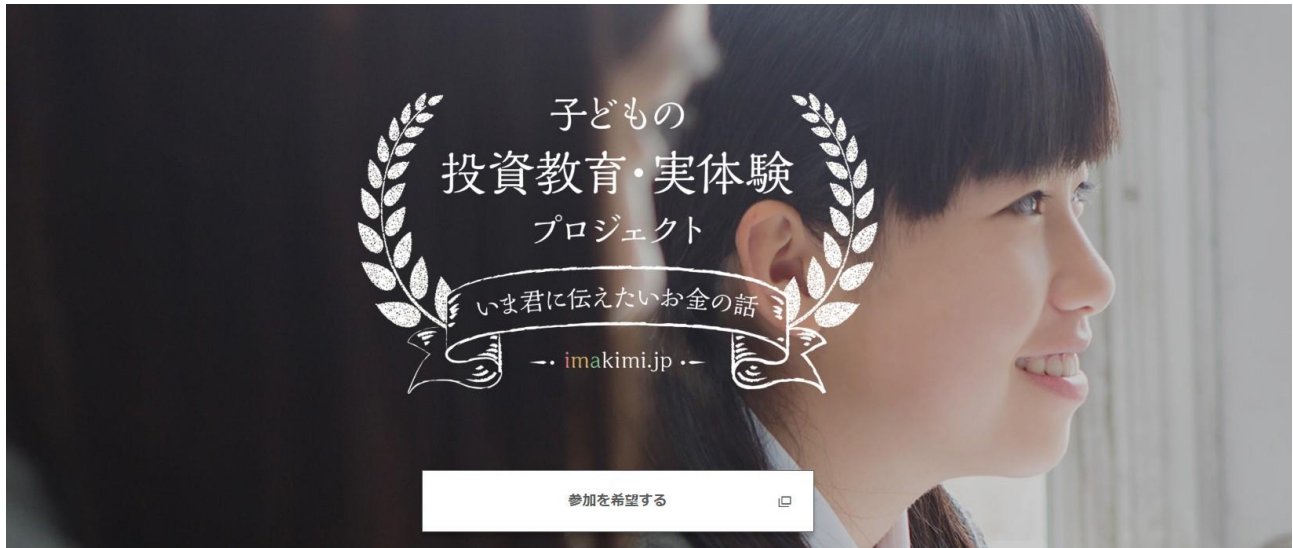 子どもの
投資教育・実体験
プロジェクト
いま君に伝えたいお金の話
imakimi.jp
参加を希望する